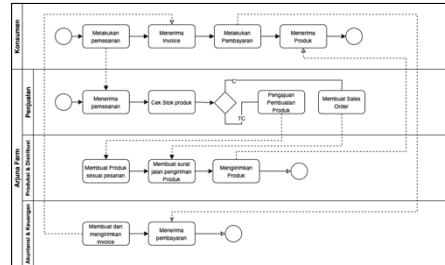 Konsumen
Melakukan
pemesanan
Menerima
Invoice
Melakukan
Pembayaran
Menerima
Produk
Arjuna Farm
Penjualan
Menerima
pemesanan
Cek Stok produk
C
TC
Pengajuan
Pembuatan
Produk
Membuat Sales
Order
Produksi & Distribusi
Membuat Produk
sesuai pesanan
Membuat surat
jalan pengiriman
Produk
Mengirimkan
Produk
Akuntansi & Keuangan
Membuat dan
mengirimkan
invoice
Menerima
pembayaran